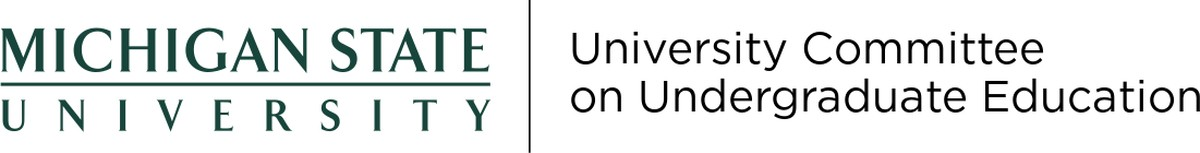 MICHIGAN STATE
UNIVERSITY
University Committee
on Undergraduate Education